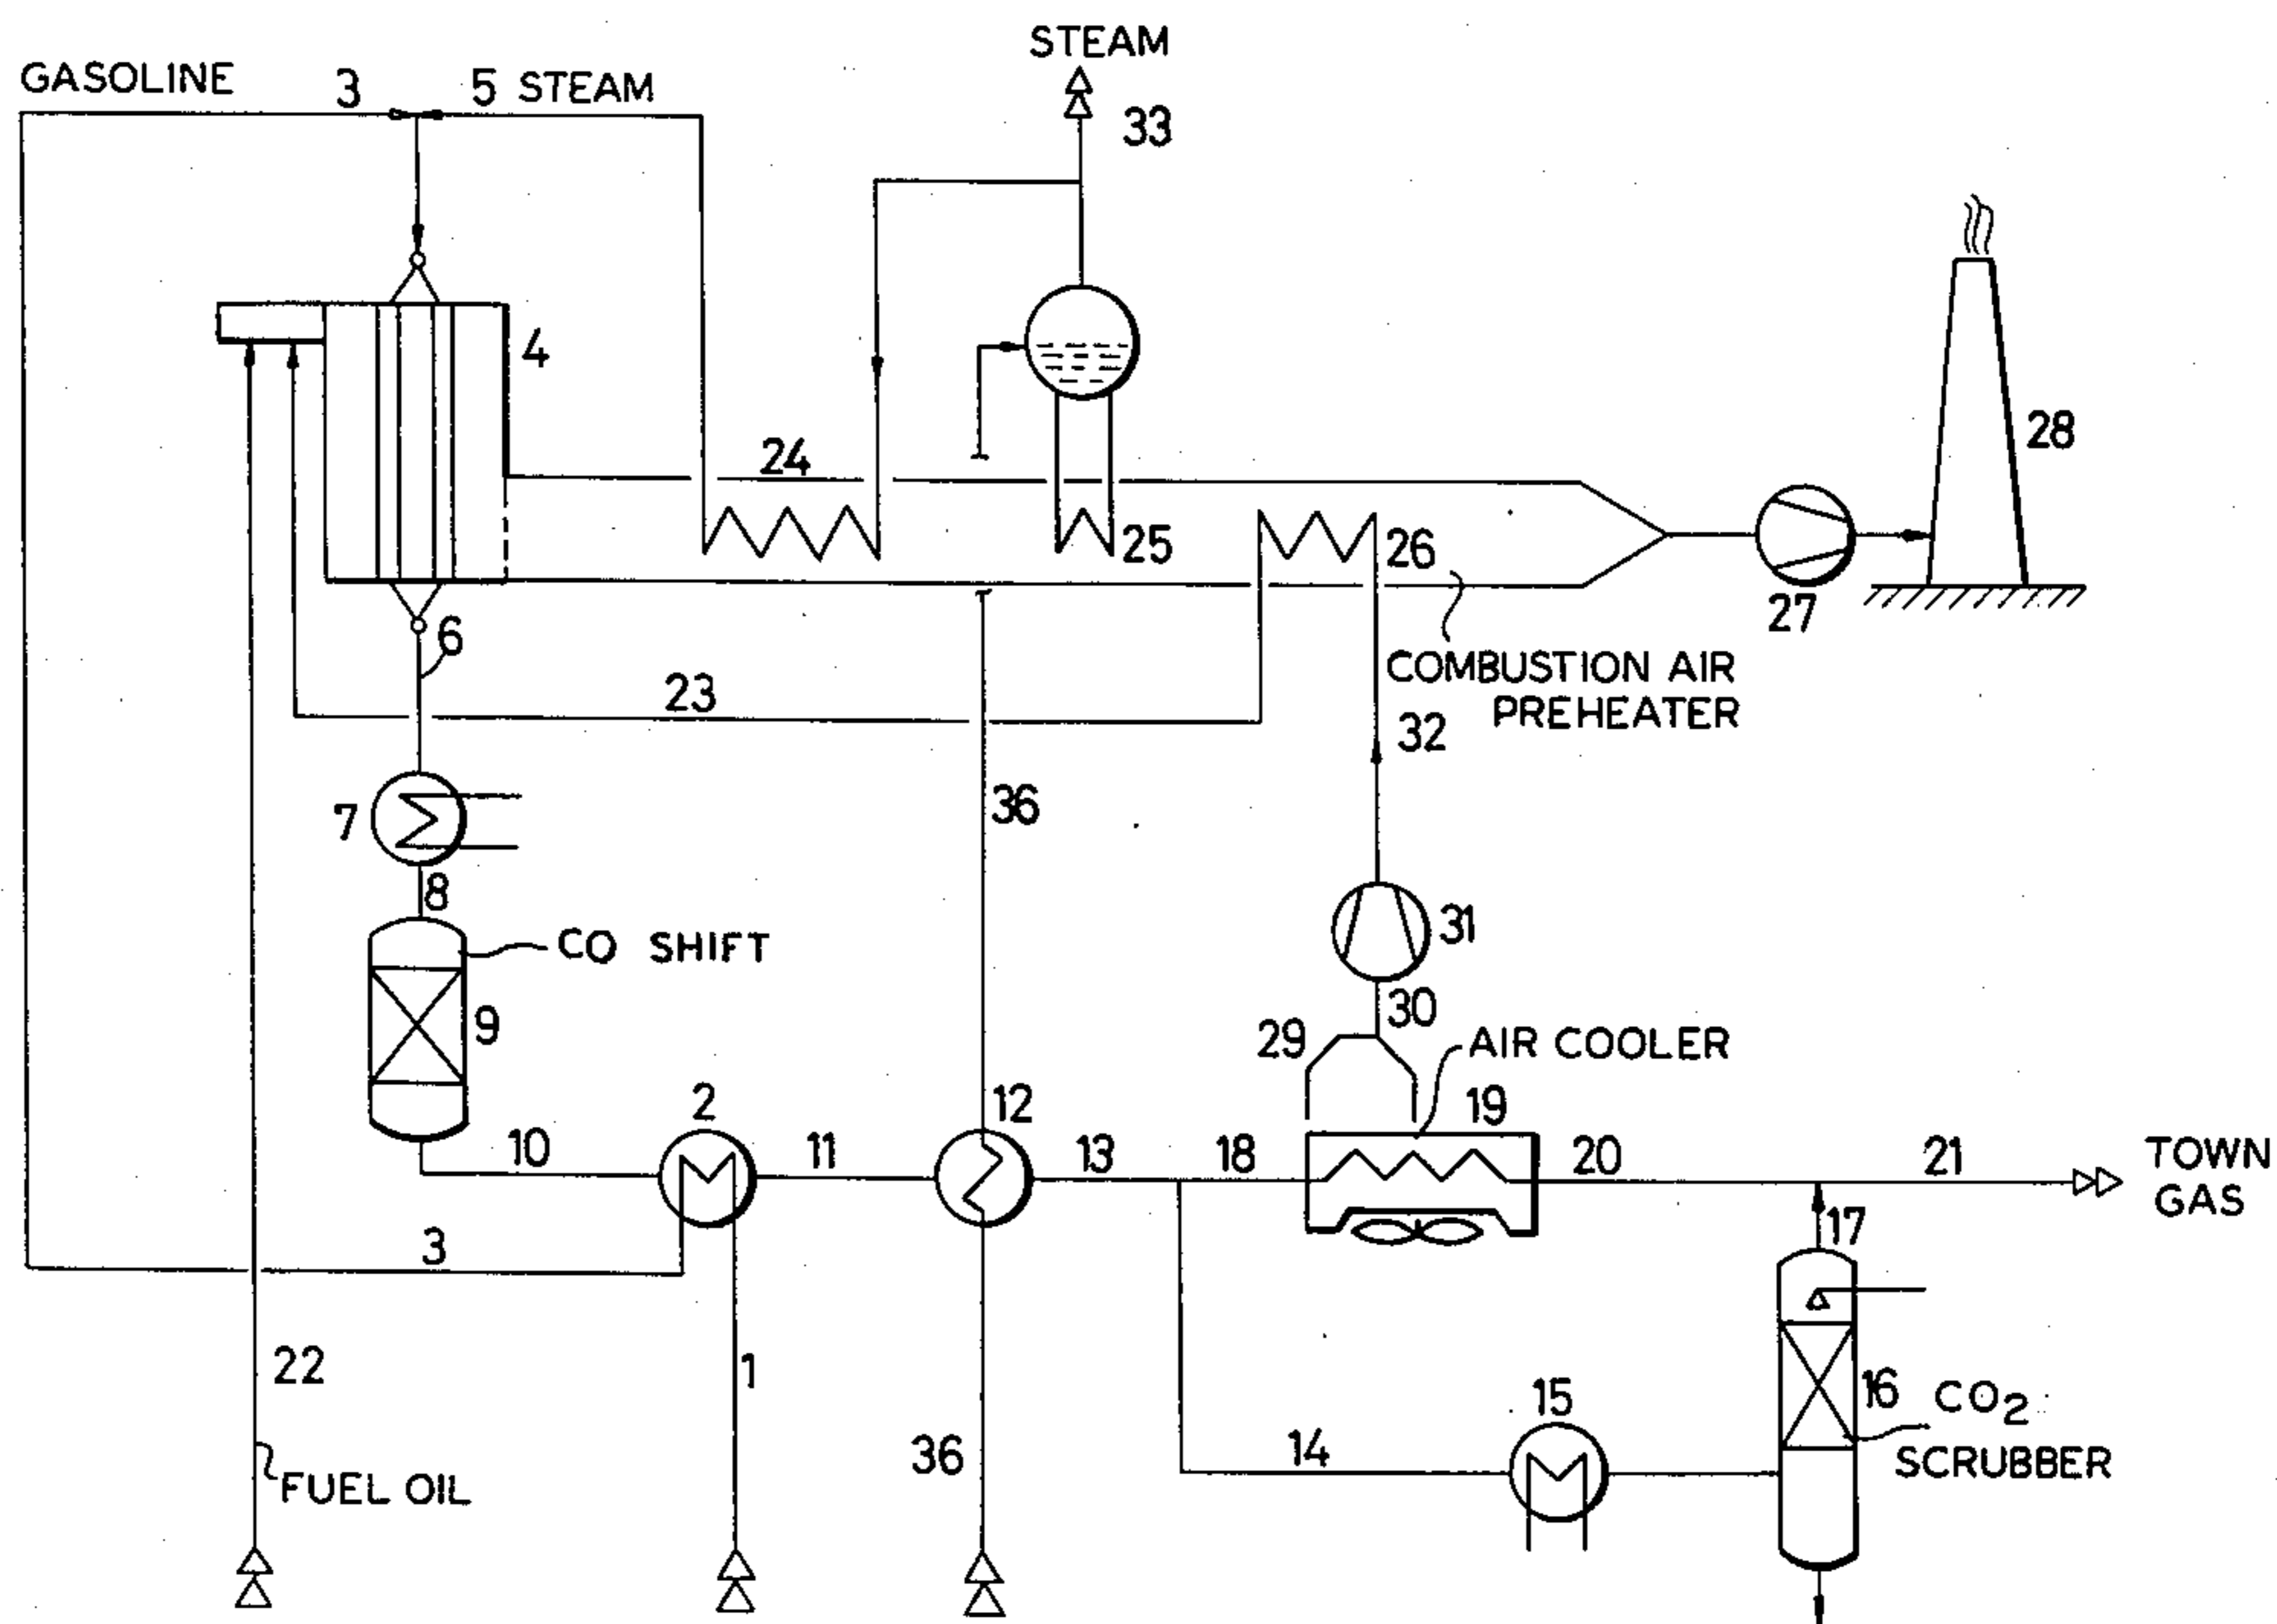 STEAM
GASOLINE 3 5 STEAM
33
4
24
28
25 26
27
6
COMBUSTION AIR
PREHEATER
23
32
7
36
8
CO SHIFT
31
9
30
29 AIR COOLER
2 12 19
10 11 13 18 20 21 TOWN
GAS
3
17
22 1
15 16 CO2
SCRUBBER
36 14
FUEL OIL